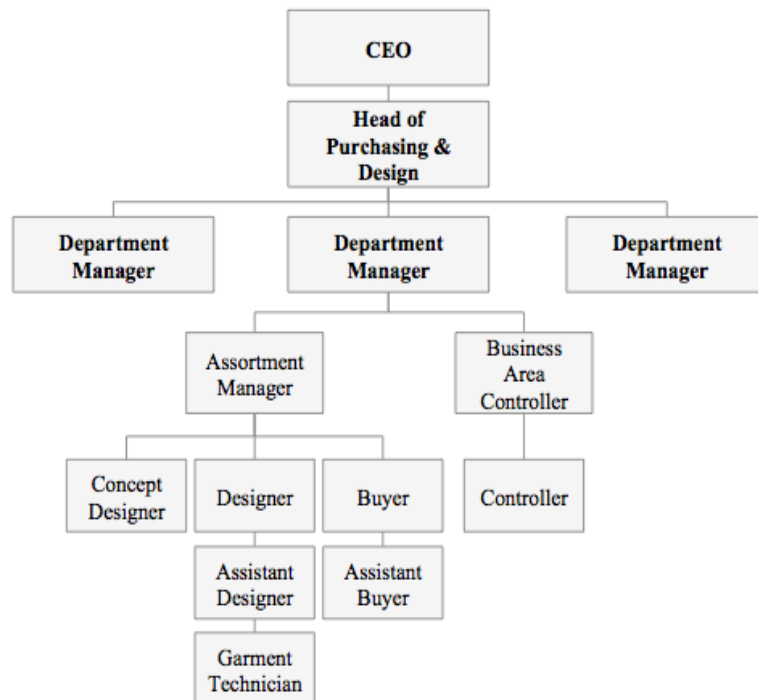 CEO
Head of
Purchasing &
Design
Department
Manager
Department
Manager
Department
Manager
Assortment
Manager
Business
Area
Controller
Concept
Designer
Designer
Buyer
Controller
Assistant
Designer
Assistant
Buyer
Garment
Technician